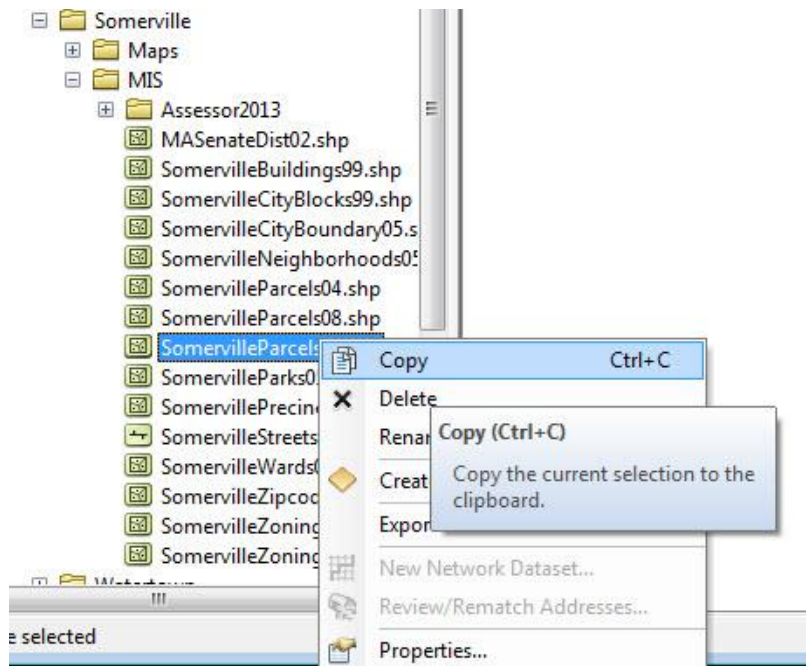 Somerville
Maps
MIS
Assessor2013
MASenateDist02.shp
SomervilleBuildings99.shp
SomervilleCityBlocks99.shp
SomervilleCityBoundary05.s
SomervilleNeighborhoods05
SomervilleParcels04.shp
SomervilleParcels08.shp
SomervilleParcels
SomervilleParks0
SomervillePrecin
SomervilleStreets
SomervilleWards0
SomervilleZipcod
SomervilleZoning
SomervilleZoning
Watertown
e selected
Copy Ctrl+C
Delete
Renar
Creat
Expor
New Network Dataset...
Review/Rematch Addresses...
Properties...
Copy (Ctrl+C)
Copy the current selection to the
clipboard.